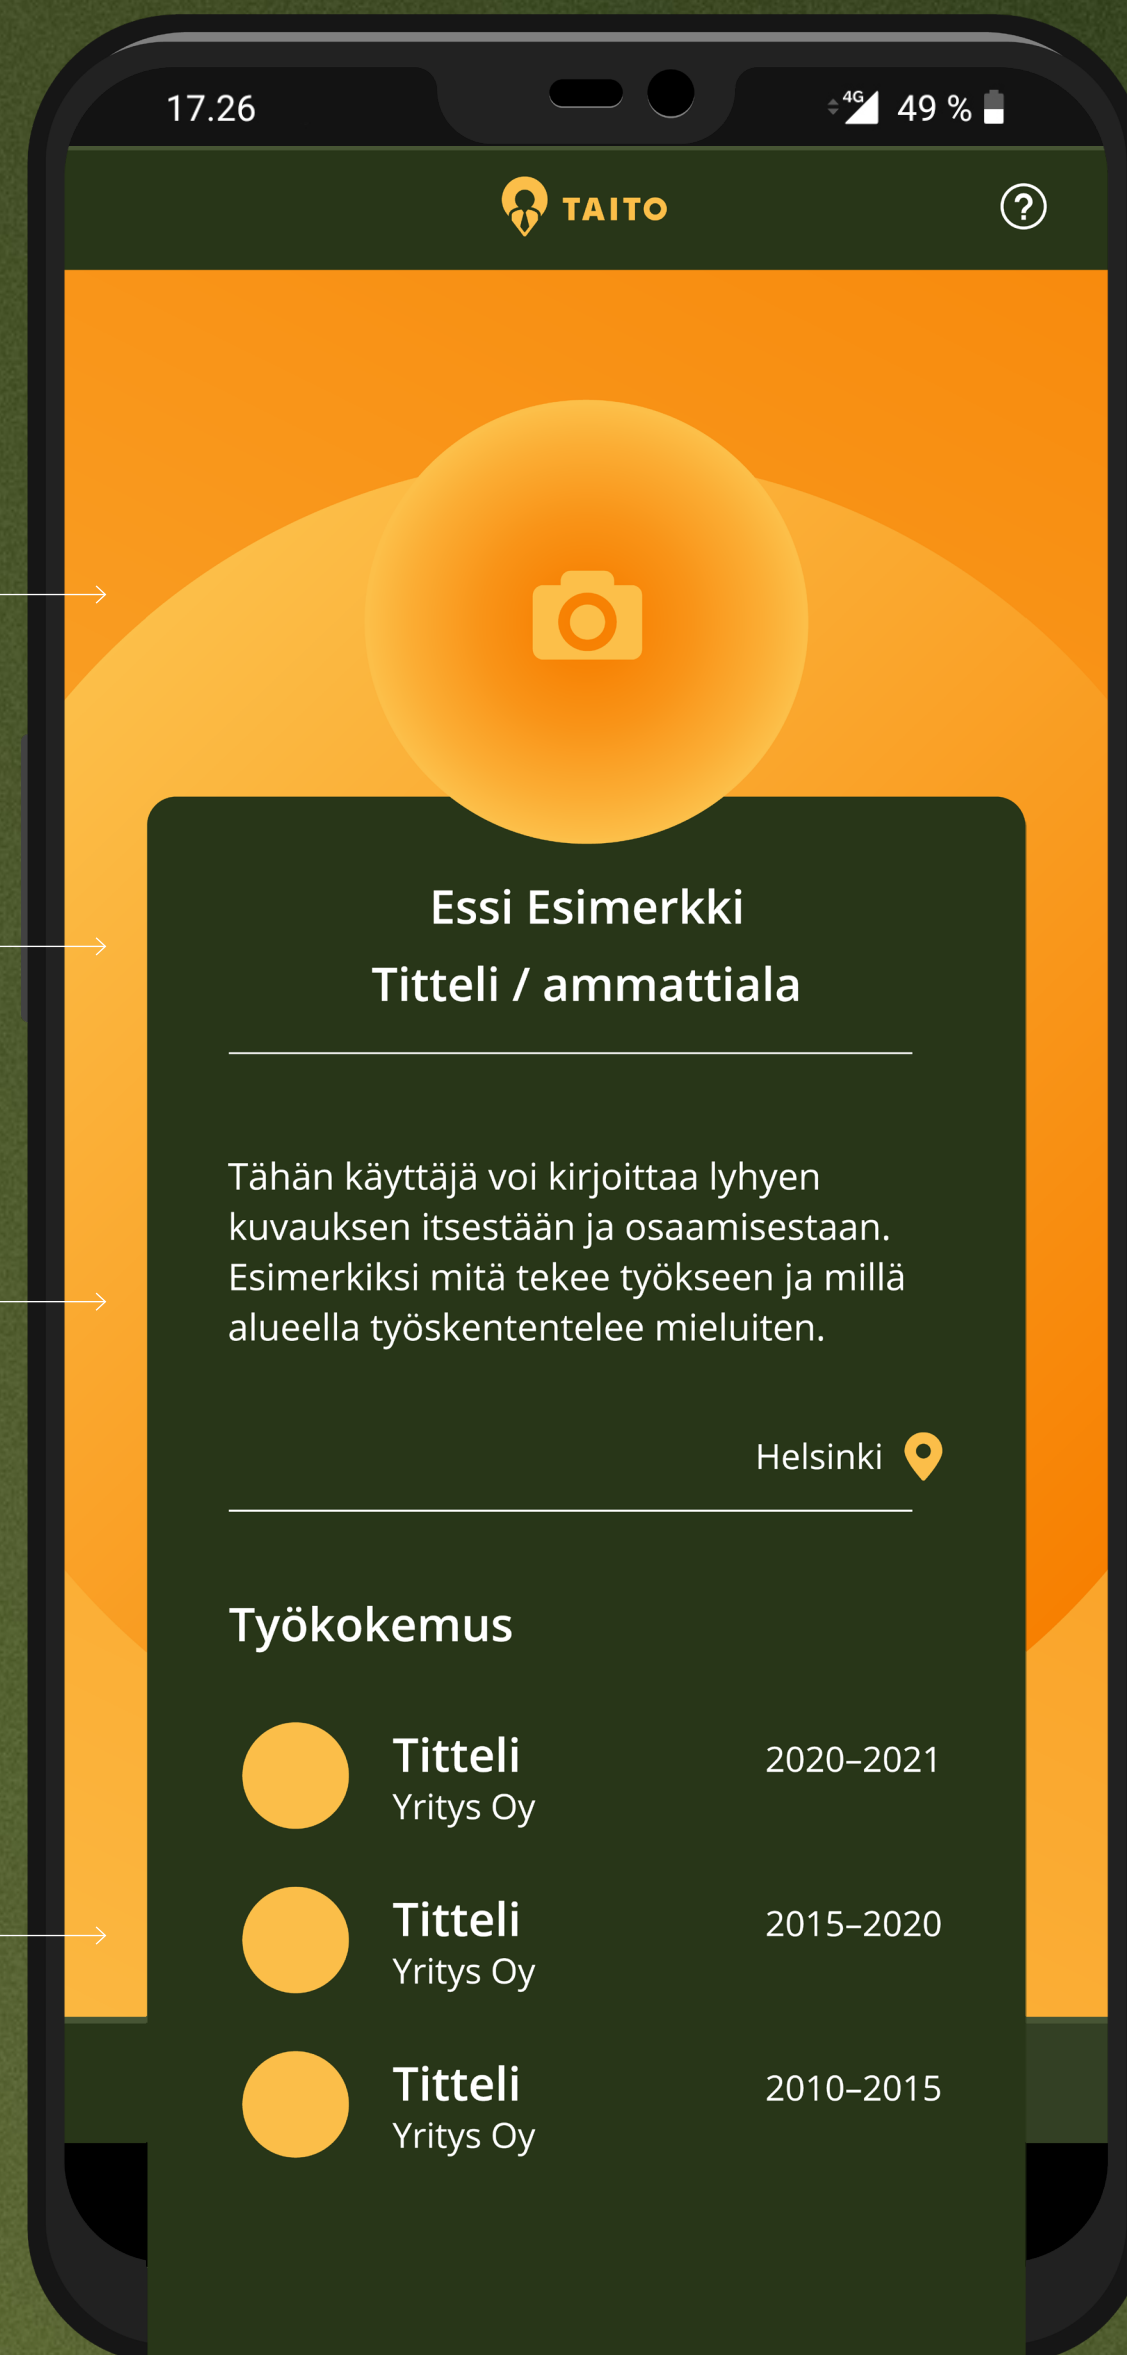 17.26
4G
49 %
TAITO
?
Essi Esimerkki
Titteli / ammattiala
Tähän käyttäjä voi kirjoittaa lyhyen
kuvauksen itsestään ja osaamisestaan.
Esimerkiksi mitä tekee työkseen ja millä
alueella työskententelee mieluiten.
Helsinki
Työkokemus
Titteli
2020–2021
Yritys Oy
Titteli
2015–2020
Yritys Oy
Titteli
2010–2015
Yritys Oy